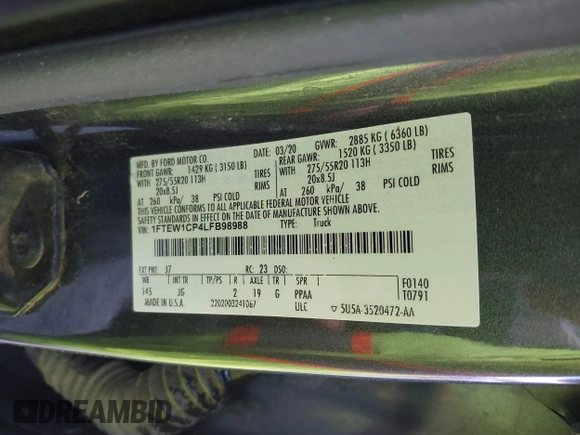 MFD. BY FORD MOTOR CO.
DATE: 03/20 GVWR: 2885 KG ( 6360 LB)
FRONT GAWR: 1429 KG ( 3150 LB) REAR GAWR: 1520 KG ( 3350 LB)
WITH 275/55R20 113H TIRES WITH 275/55R20 113H TIRES
20x8.5J RIMS 20x8.5J RIMS
AT 260 kPa/ 38 PSI COLD AT 260 kPa/ 38 PSI COLD
THIS VEHICLE CONFORMS TO ALL APPLICABLE FEDERAL MOTOR VEHICLE
SAFETY STANDARDS IN EFFECT ON THE DATE OF MANUFACTURE SHOWN ABOVE.
VIN: 1FTEW1CP4LFB98988 TYPE: Truck
EXT PNT: J7 RC: 23 DSO: F0140
WB TP/PS R AXLE TR SPR T0791
145 JG 2 19 G PPAA
MADE IN U.S.A. 2202003241067 ULC ▽ 5U5A-3520472-AA
DREAMBID